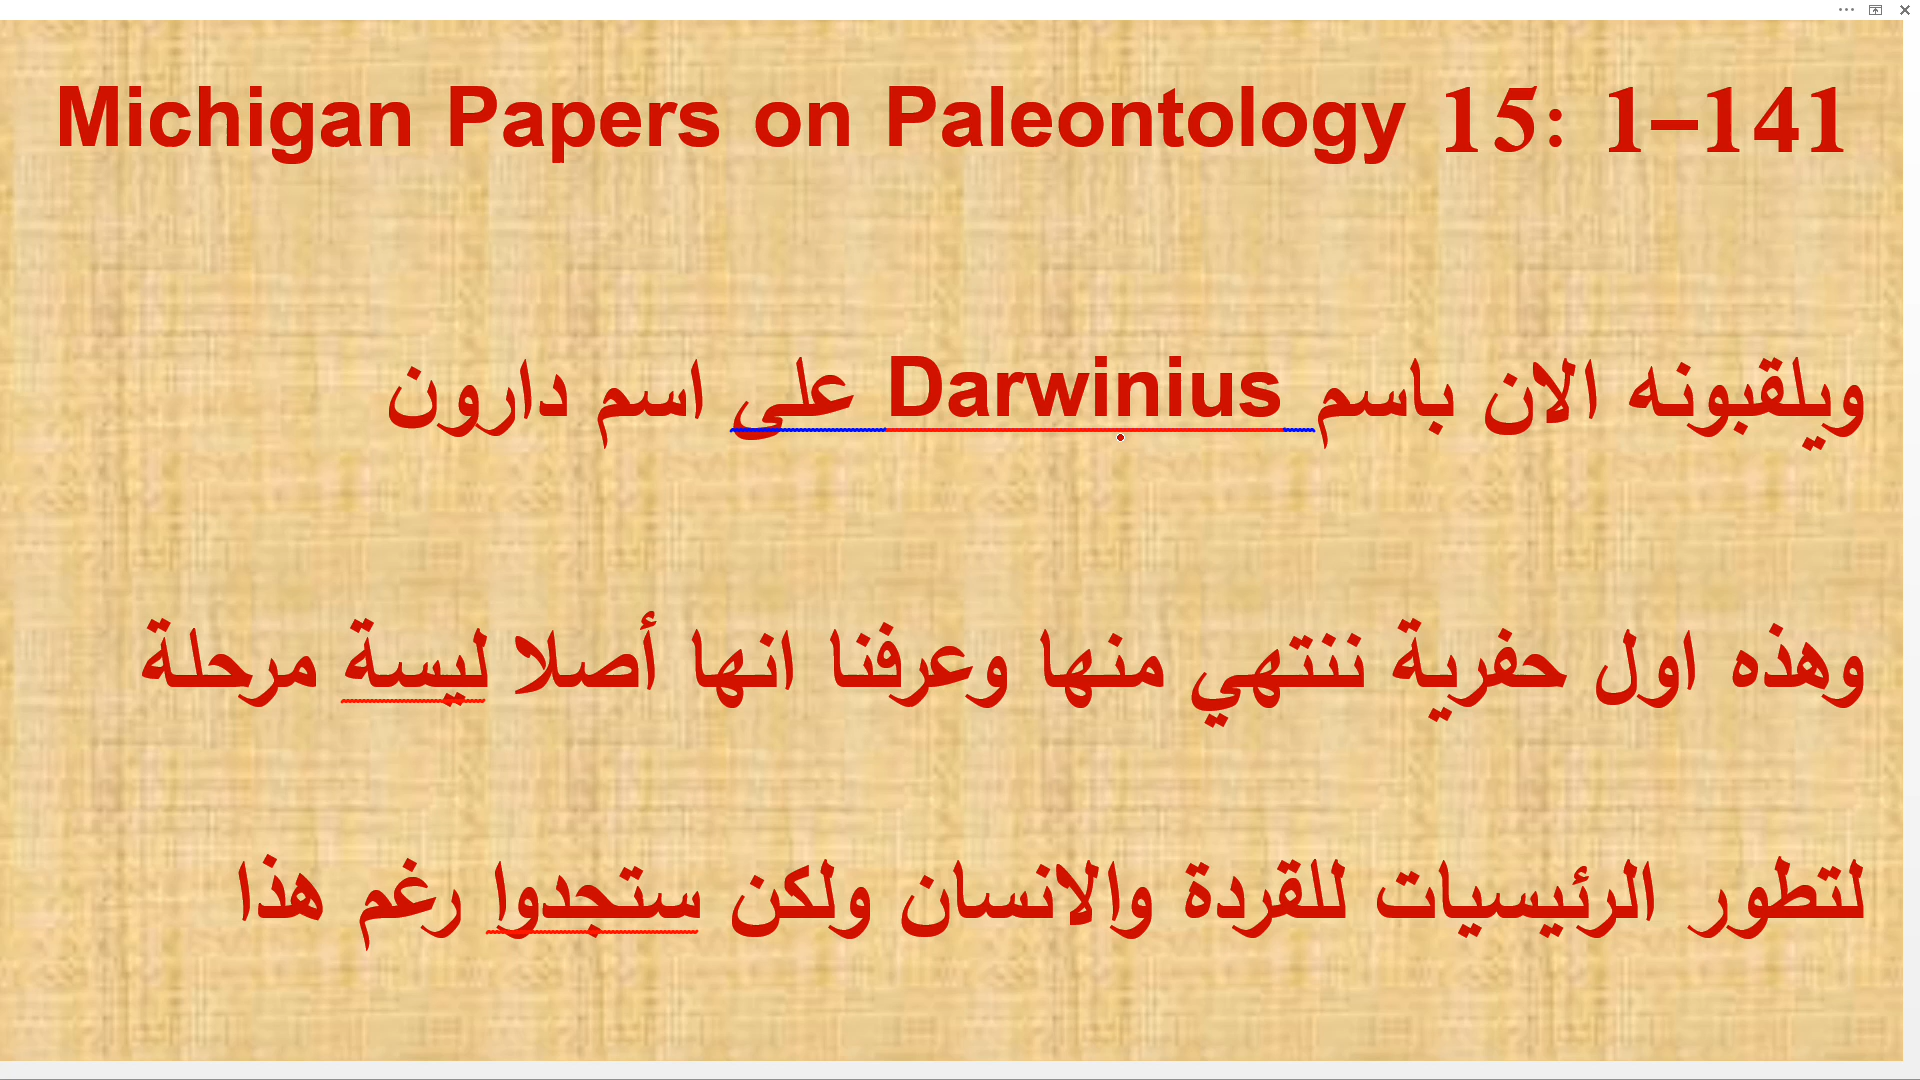 Michigan Papers on Paleontology 15: 1–141
ويلقبونه الان باسم Darwinius على اسم دارون
وهذه اول حفرية ننتهي منها وعرفنا انها أصلا ليسة مرحلة
لتطور الرئيسيات للقردة والانسان ولكن ستجدوا رغم هذا